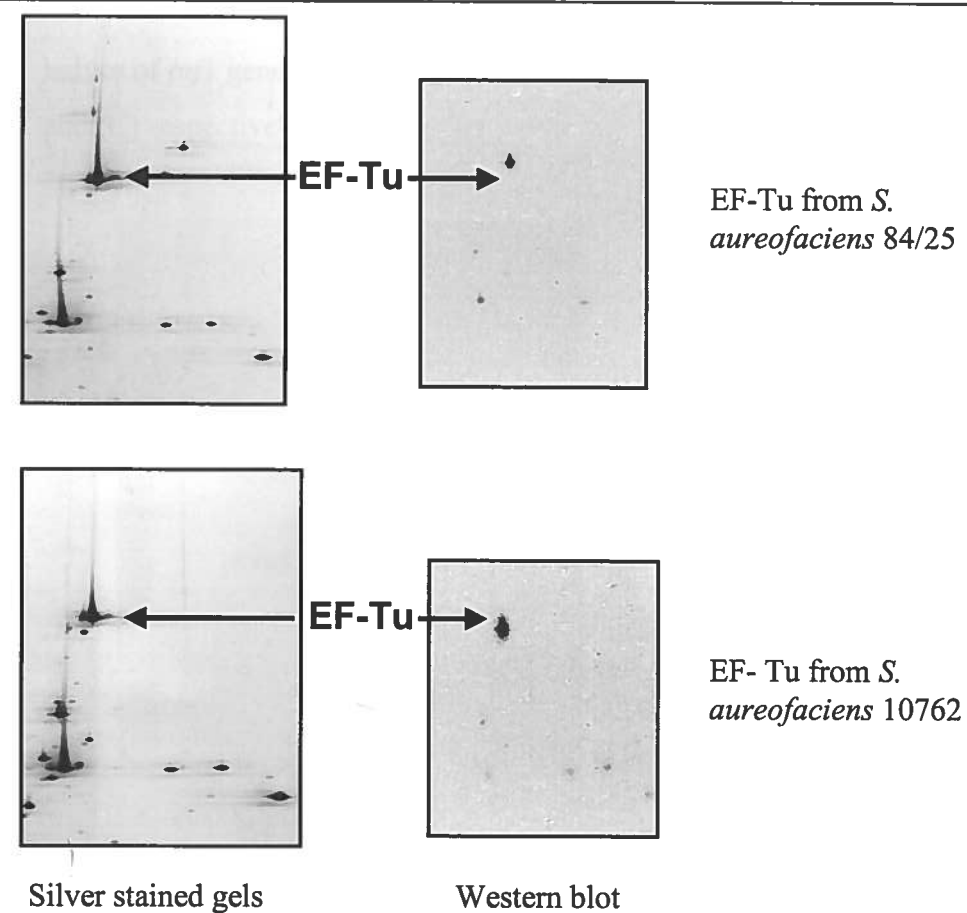 EF-Tu
EF-Tu from S.
aureofaciens 84/25
EF-Tu
EF- Tu from S.
aureofaciens 10762
Silver stained gels
Western blot